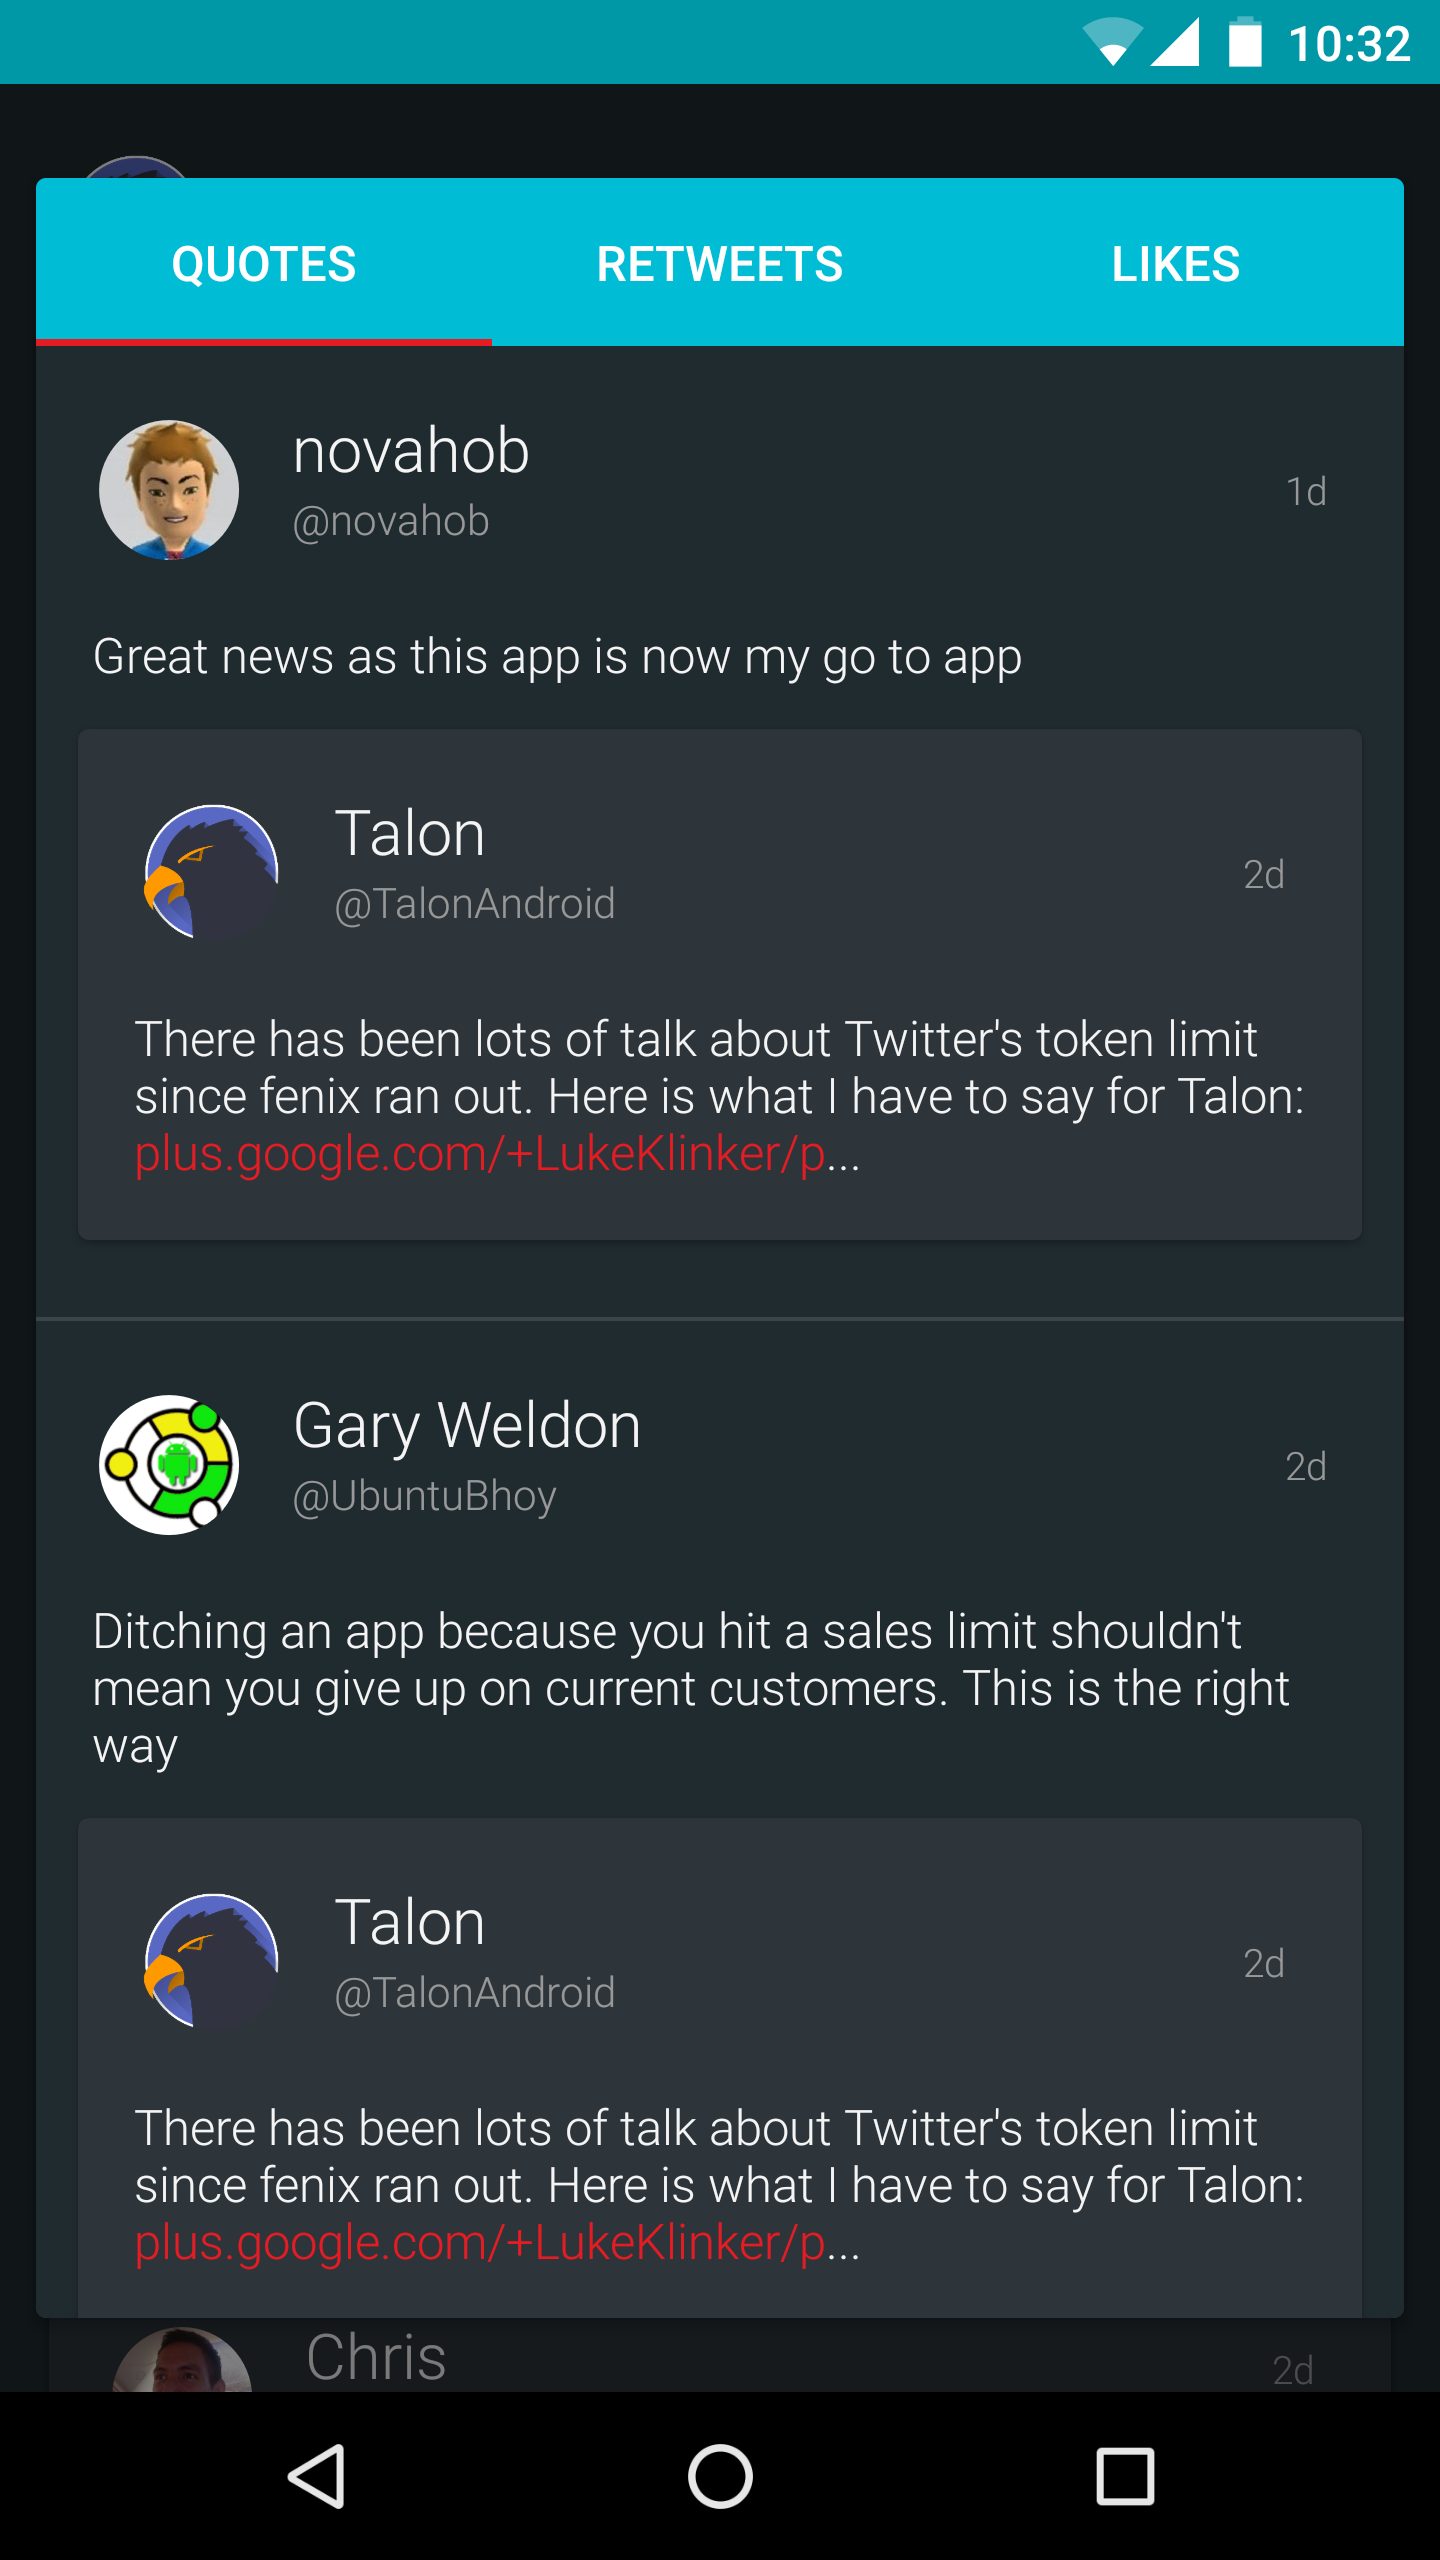 10:32
QUOTES RETWEETS LIKES
novahob
@novahob
1d
Great news as this app is now my go to app
Talon
@TalonAndroid
2d
There has been lots of talk about Twitter's token limit
since fenix ran out. Here is what I have to say for Talon:
plus.google.com/+LukeKlinker/p...
Gary Weldon
@UbuntuBhoy
2d
Ditching an app because you hit a sales limit shouldn't
mean you give up on current customers. This is the right
way
Talon
@TalonAndroid
2d
There has been lots of talk about Twitter's token limit
since fenix ran out. Here is what I have to say for Talon:
plus.google.com/+LukeKlinker/p...
Chris
2d